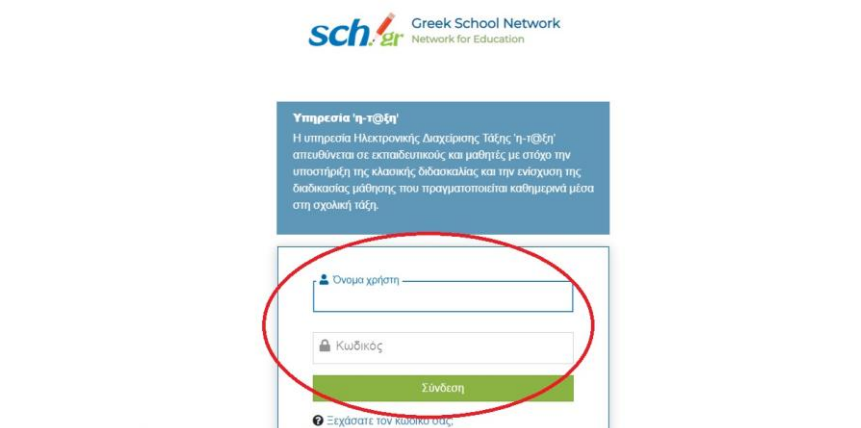 sch.gr Greek School Network
Network for Education
Υπηρεσία 'η-τ@ξη'
Η υπηρεσία Ηλεκτρονικής Διαχείρισης Τάξης 'η-τ@ξη'
απευθύνεται σε εκπαιδευτικούς και μαθητές με στόχο την
υποστήριξη της κλασικής διδασκαλίας και την ενίσχυση της
διαδικασίας μάθησης που πραγματοποιείται καθημερινά μέσα
στη σχολική τάξη.
Όνομα χρήστη
Κωδικός
Σύνδεση
Ξεχάσατε τον κωδικό σας;